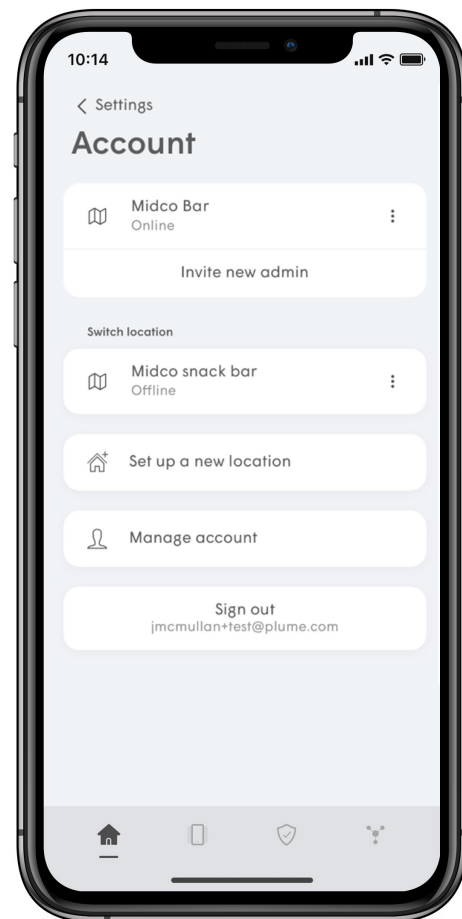 10:14
Settings
Account
Midco Bar
Online
Invite new admin
Switch location
Midco snack bar
Offline
Set up a new location
Manage account
Sign out
jmcmullan+test@plume.com